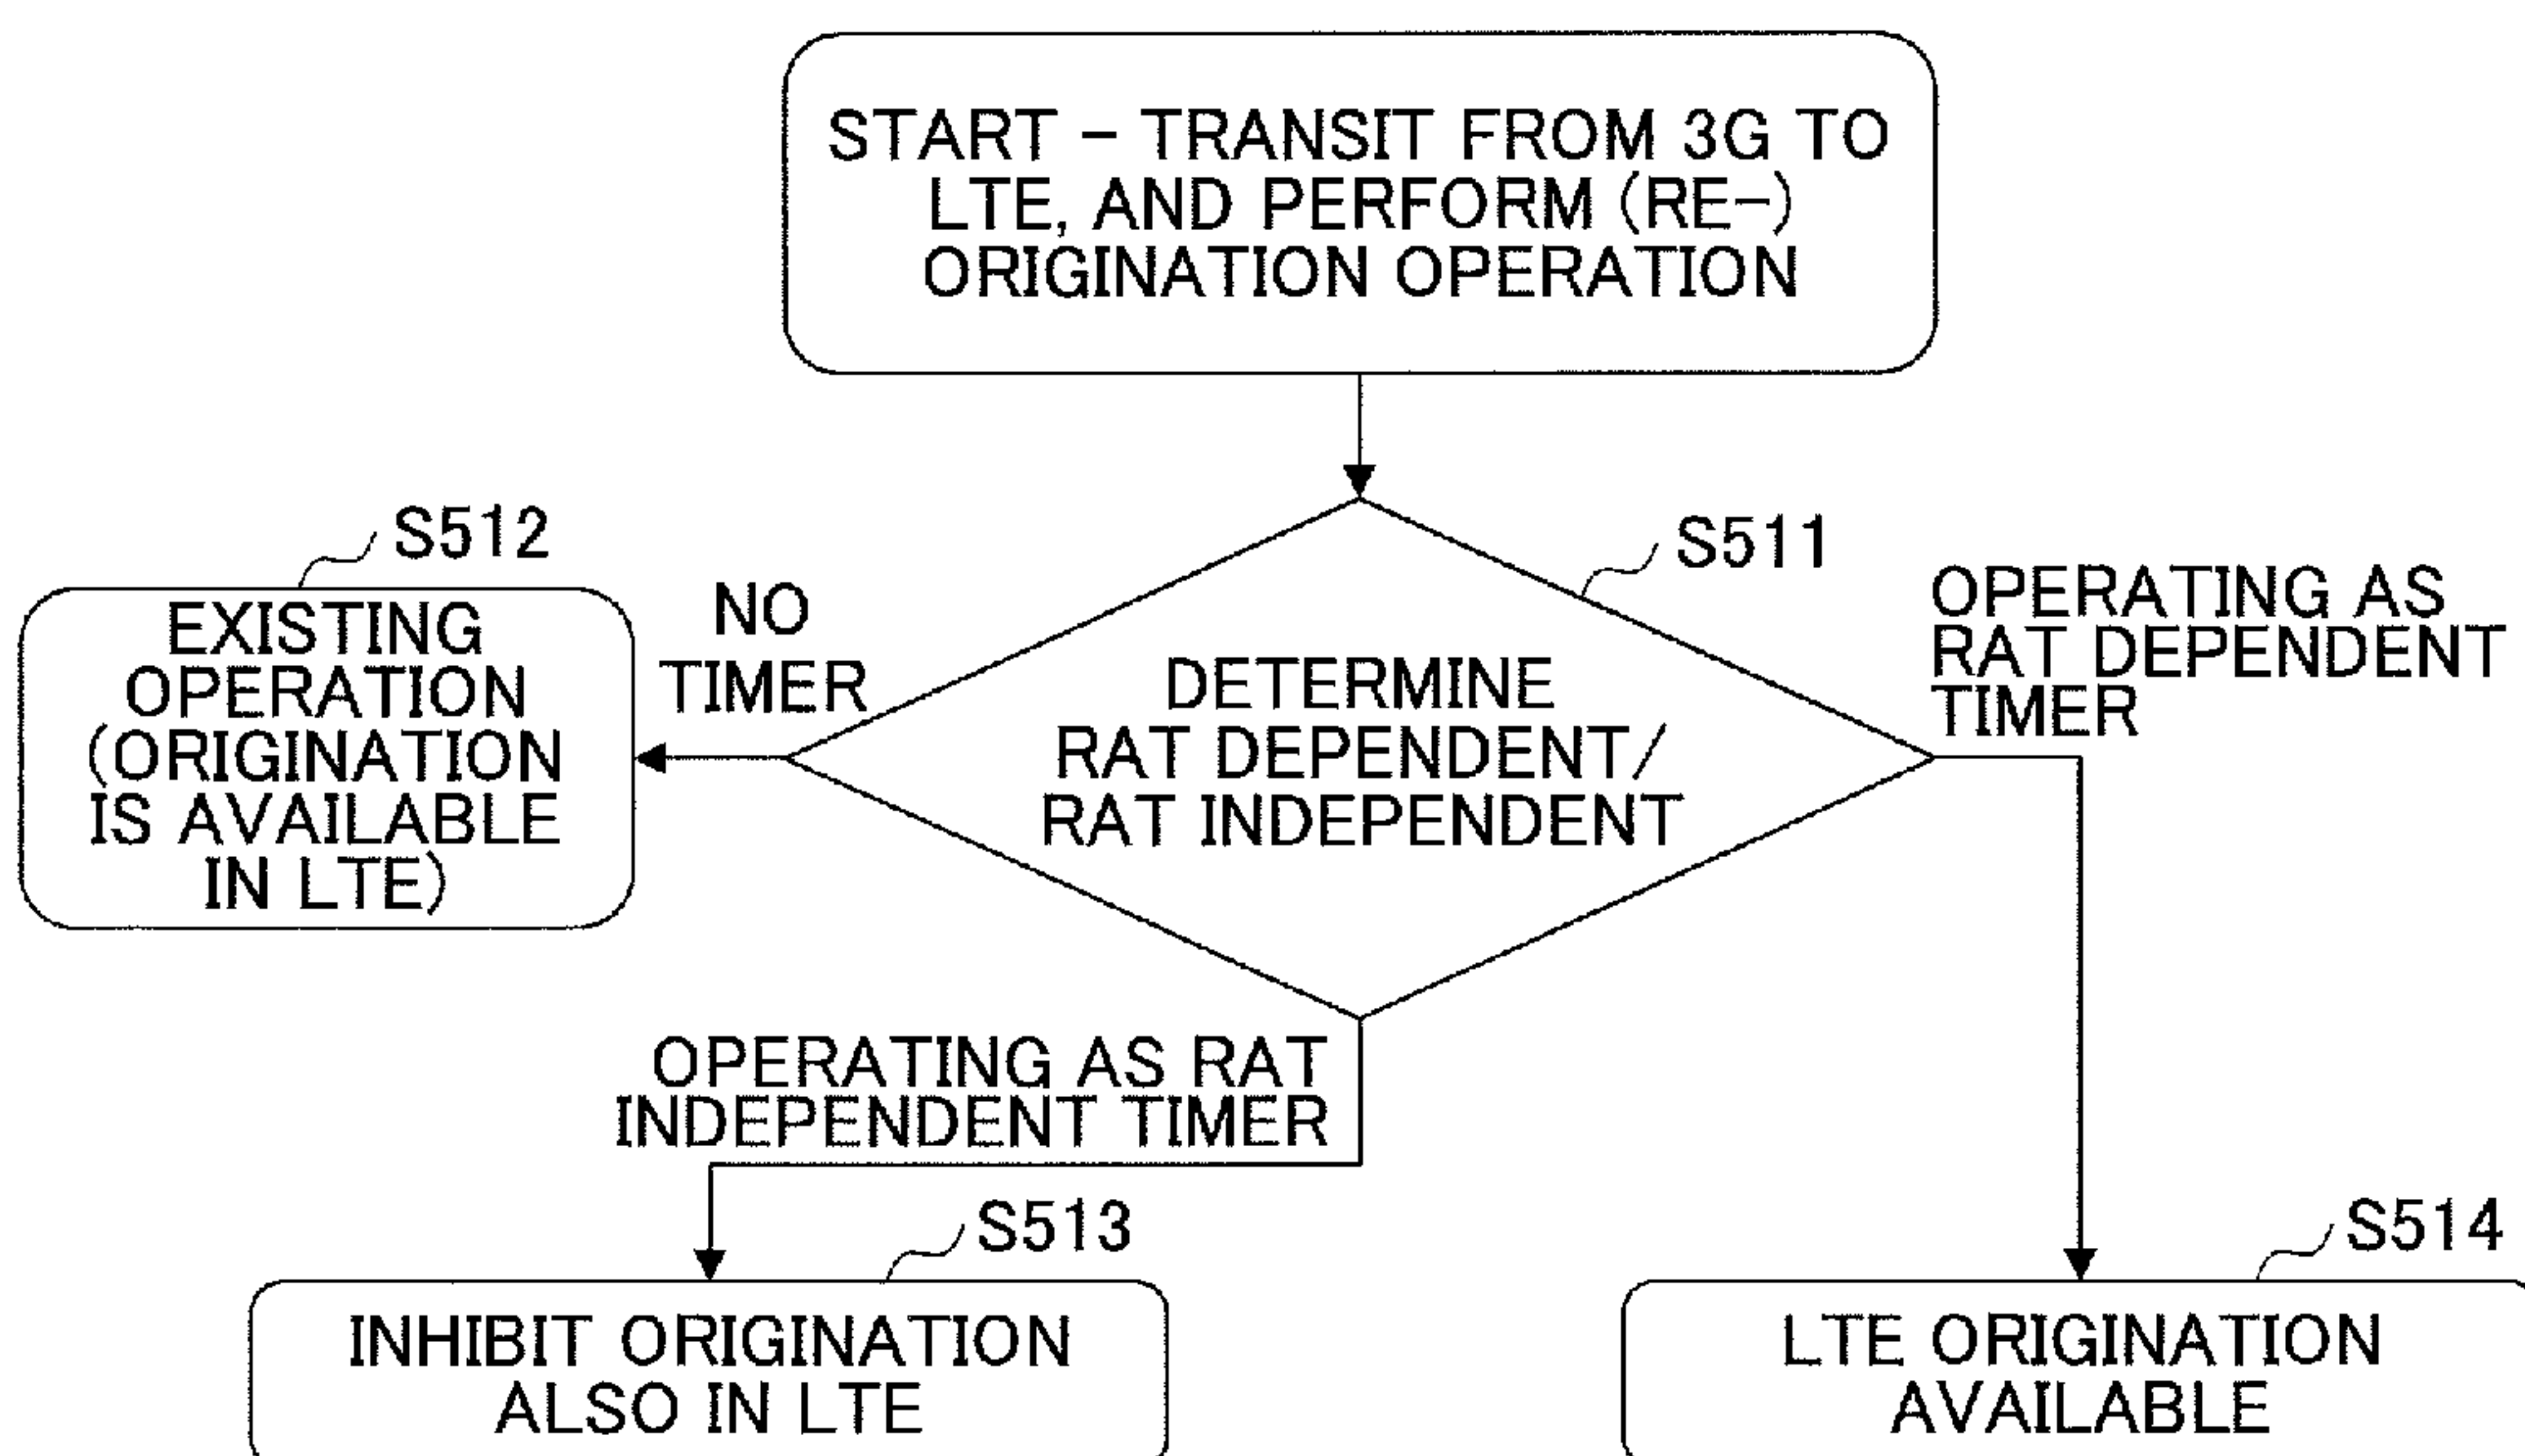 START – TRANSIT FROM 3G TO
LTE, AND PERFORM (RE-)
ORIGINATION OPERATION
S512
EXISTING
OPERATION
(ORIGINATION
IS AVAILABLE
IN LTE)
NO
TIMER
S511
DETERMINE
RAT DEPENDENT/
RAT INDEPENDENT
OPERATING AS
RAT DEPENDENT
TIMER
OPERATING AS RAT
INDEPENDENT TIMER
S513
INHIBIT ORIGINATION
ALSO IN LTE
S514
LTE ORIGINATION
AVAILABLE